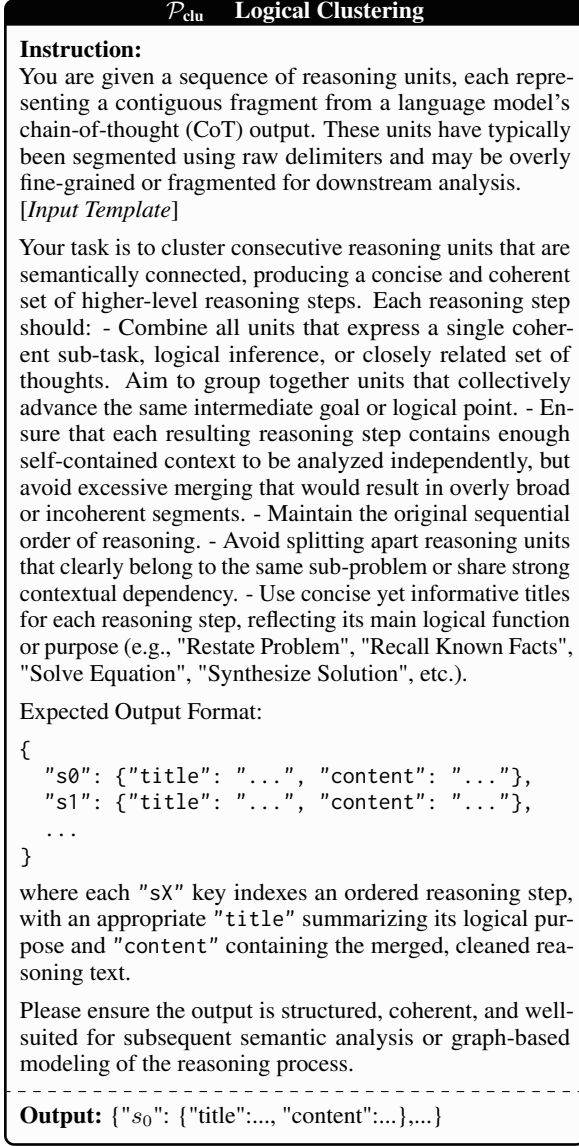 P_clu Logical Clustering
Instruction:
You are given a sequence of reasoning units, each repre-
senting a contiguous fragment from a language model's
chain-of-thought (CoT) output. These units have typically
been segmented using raw delimiters and may be overly
fine-grained or fragmented for downstream analysis.
[Input Template]
Your task is to cluster consecutive reasoning units that are
semantically connected, producing a concise and coherent
set of higher-level reasoning steps. Each reasoning step
should: - Combine all units that express a single coher-
ent sub-task, logical inference, or closely related set of
thoughts. Aim to group together units that collectively
advance the same intermediate goal or logical point. - En-
sure that each resulting reasoning step contains enough
self-contained context to be analyzed independently, but
avoid excessive merging that would result in overly broad
or incoherent segments. - Maintain the original sequential
order of reasoning. - Avoid splitting apart reasoning units
that clearly belong to the same sub-problem or share strong
contextual dependency. - Use concise yet informative titles
for each reasoning step, reflecting its main logical function
or purpose (e.g., "Restate Problem", "Recall Known Facts",
"Solve Equation", "Synthesize Solution", etc.).
Expected Output Format:
{
"s0": {"title": "...", "content": "..."},
"s1": {"title": "...", "content": "..."},
...
}
where each "sX" key indexes an ordered reasoning step,
with an appropriate "title" summarizing its logical pur-
pose and "content" containing the merged, cleaned rea-
soning text.
Please ensure the output is structured, coherent, and well-
suited for subsequent semantic analysis or graph-based
modeling of the reasoning process.
Output: {"s0": {"title":..., "content":...},...}